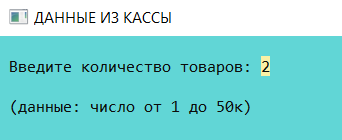 ДАННЫЕ ИЗ КАССЫ
Введите количество товаров: 2
(данные: число от 1 до 50к)